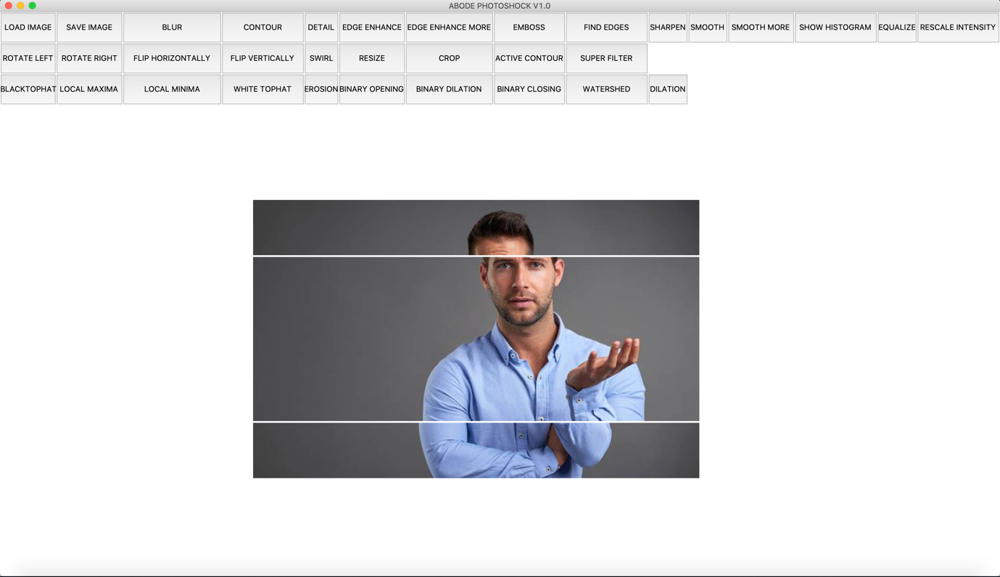 ABODE PHOTOSHOCK V1.0
LOAD IMAGE SAVE IMAGE BLUR CONTOUR DETAIL EDGE ENHANCE EDGE ENHANCE MORE EMBOSS FIND EDGES SHARPEN SMOOTH SMOOTH MORE SHOW HISTOGRAM EQUALIZE RESCALE INTENSITY
ROTATE LEFT ROTATE RIGHT FLIP HORIZONTALLY FLIP VERTICALLY SWIRL RESIZE CROP ACTIVE CONTOUR SUPER FILTER
BLACKTOPHAT LOCAL MAXIMA LOCAL MINIMA WHITE TOPHAT EROSION BINARY OPENING BINARY DILATION BINARY CLOSING WATERSHED DILATION